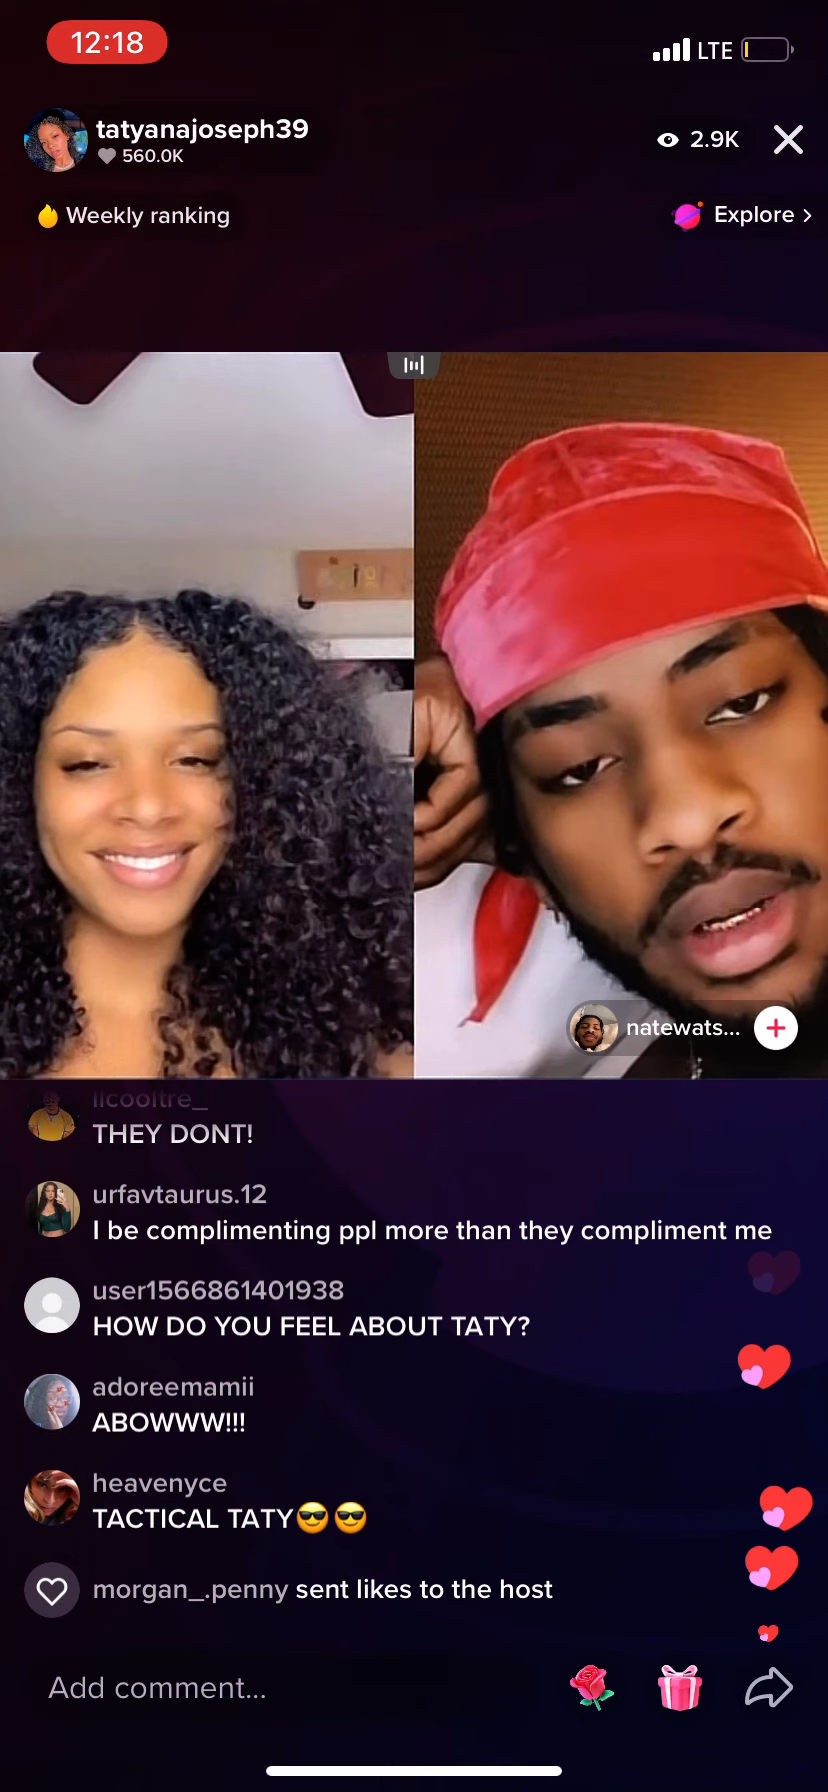 12:18
LTE
tatyanajoseph39
560.0K
2.9K
Weekly ranking
Explore >
natewats...
llcooltre_
THEY DONT!
urfavtaurus.12
I be complimenting ppl more than they compliment me
user1566861401938
HOW DO YOU FEEL ABOUT TATY?
adoreemamii
ABOWWW!!!
heavenyce
TACTICAL TATY😎😎
morgan_.penny sent likes to the host
Add comment...